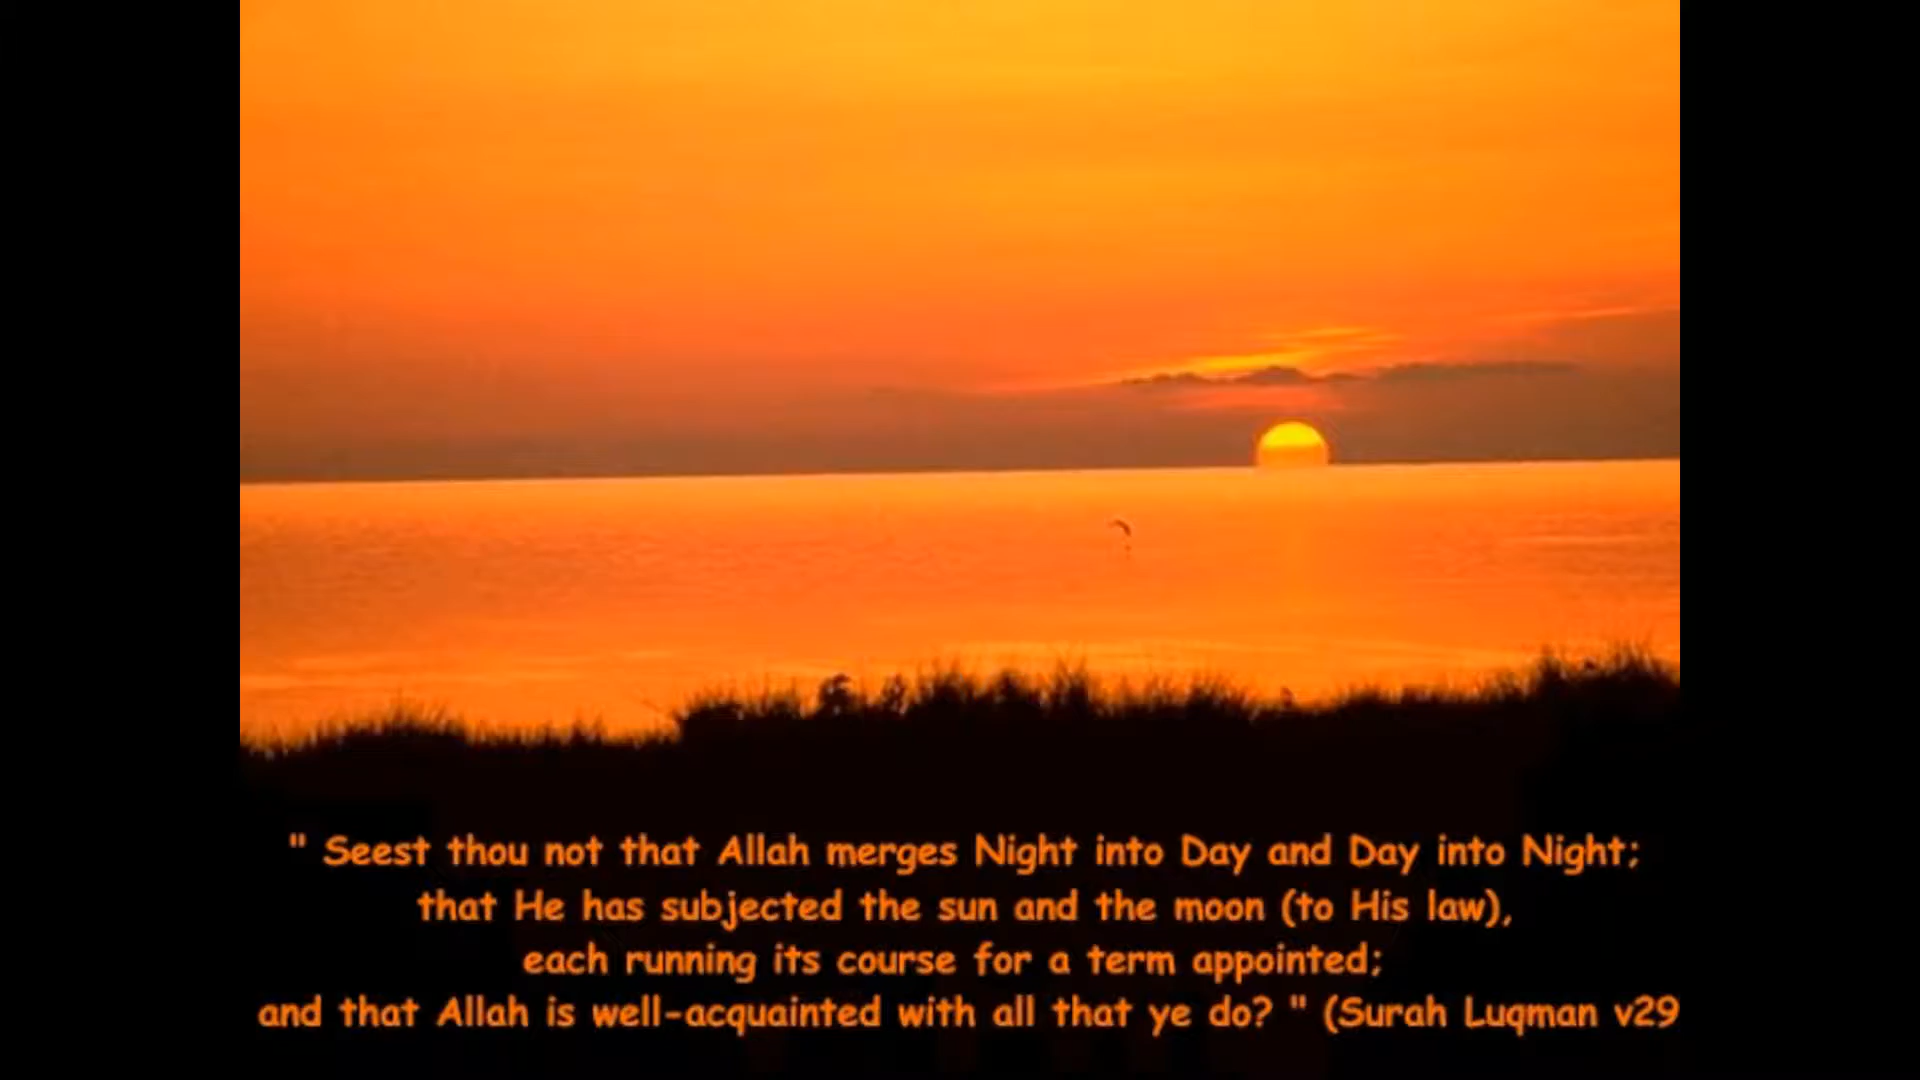 " Seest thou not that Allah merges Night into Day and Day into Night;
that He has subjected the sun and the moon (to His law),
each running its course for a term appointed;
and that Allah is well-acquainted with all that ye do? " (Surah Luqman v29